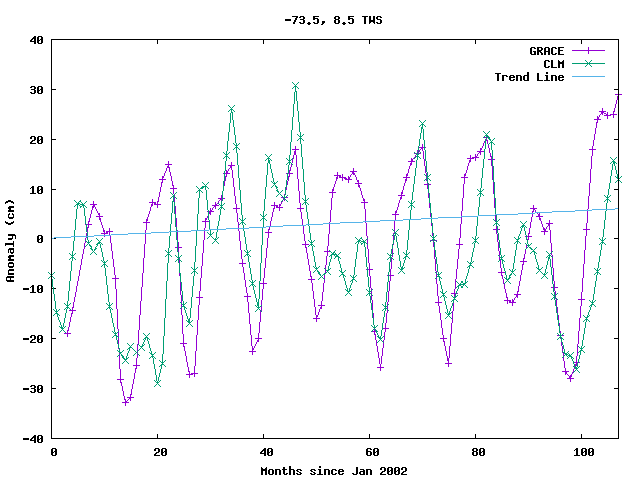 -73.5, 8.5 TWS
GRACE
CLM
Trend Line
Anomaly (cm)
40
30
20
10
0
-10
-20
-30
-40
0 20 40 60 80 100
Months since Jan 2002